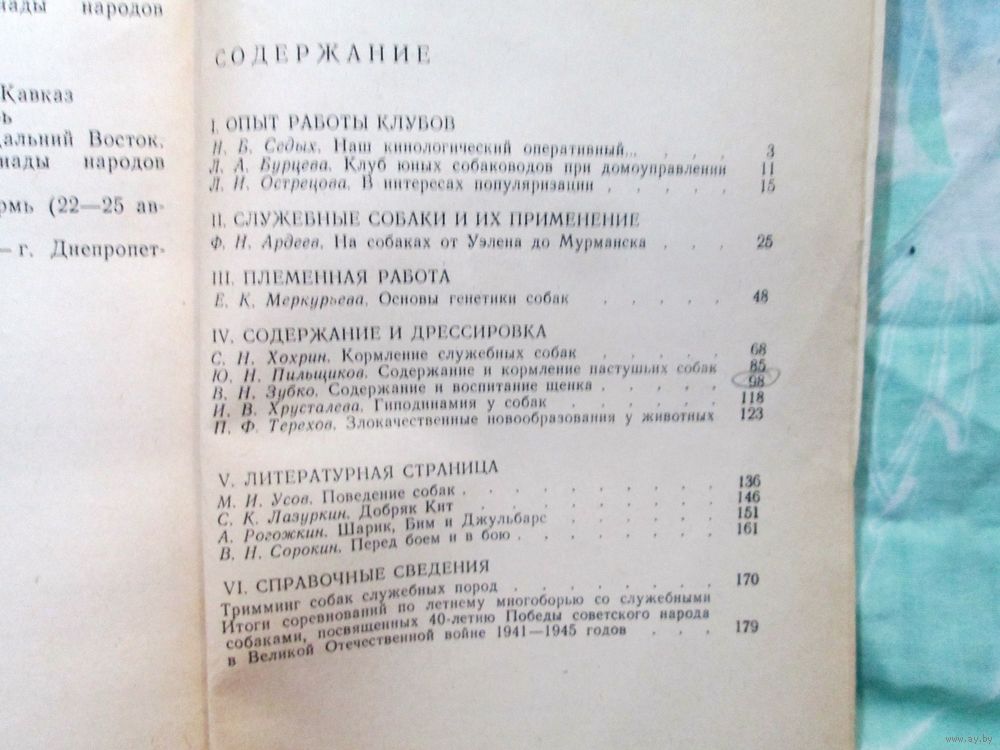 иады народов
Кавказ
ь
альний Восток.
иады народов
рмь (22—25 ав-
— г. Днепропет-
СОДЕРЖАНИЕ
I. ОПЫТ РАБОТЫ КЛУБОВ
Н. Б. Седых. Наш кинологический оперативный... , , , 3
Л. А. Бурцева. Клуб юных собаководов при домоуправлении 11
Л. И. Острецова. В интересах популяризации , , , , , 15
II. СЛУЖЕБНЫЕ СОБАКИ И ИХ ПРИМЕНЕНИЕ
Ф. Н. Ардеев. На собаках от Уэлена до Мурманска , , , 25
III. ПЛЕМЕННАЯ РАБОТА
Е. К. Меркурьева. Основы генетики собак , , , , , 48
IV. СОДЕРЖАНИЕ И ДРЕССИРОВКА
С. Н. Хохрин. Кормление служебных собак , , , , , 68
Ю. Н. Пильщиков. Содержание и кормление пастушьих собак 85
В. Н. Зубко. Содержание и воспитание щенка , , , , , 98
И. В. Хрусталева. Гиподинамия у собак , , , , , , 118
П. Ф. Терехов. Злокачественные новообразования у животных 123
V. ЛИТЕРАТУРНАЯ СТРАНИЦА
М. И. Усов. Поведение собак . , , , , , , , , 136
С. К. Лазуркин. Добряк Кит , , , , , , , , 146
А. Рогожкин. Шарик, Бим и Джульбарс , , , , , , 151
В. Н. Сорокин. Перед боем и в бою . , , , , , , 161
VI. СПРАВОЧНЫЕ СВЕДЕНИЯ
Тримминг собак служебных пород . , , , , , , 170
Итоги соревнований по летнему многоборью со служебными
собаками, посвященных 40-летию Победы советского народа
в Великой Отечественной войне 1941—1945 годов , , , 179
www.ay.by